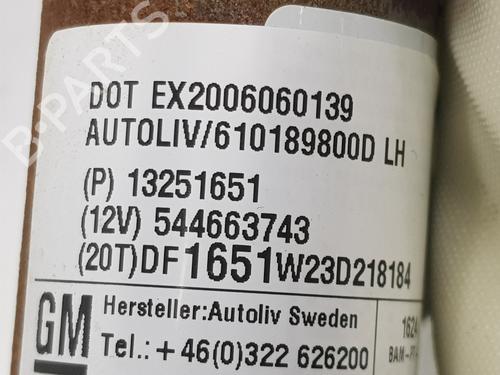 DOT EX2006060139
AUTOLIV/610189800D LH
(P) 13251651
(12V) 544663743
(20T)DF1651W23D218184
GM
Hersteller:Autoliv Sweden
Tel.:+46(0)322 626200
1624